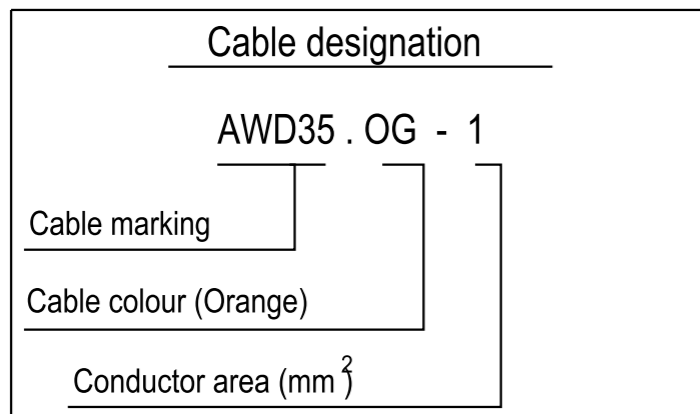 Cable designation
AWD35 . OG - 1
Cable marking
Cable colour (Orange)
Conductor area (mm²)